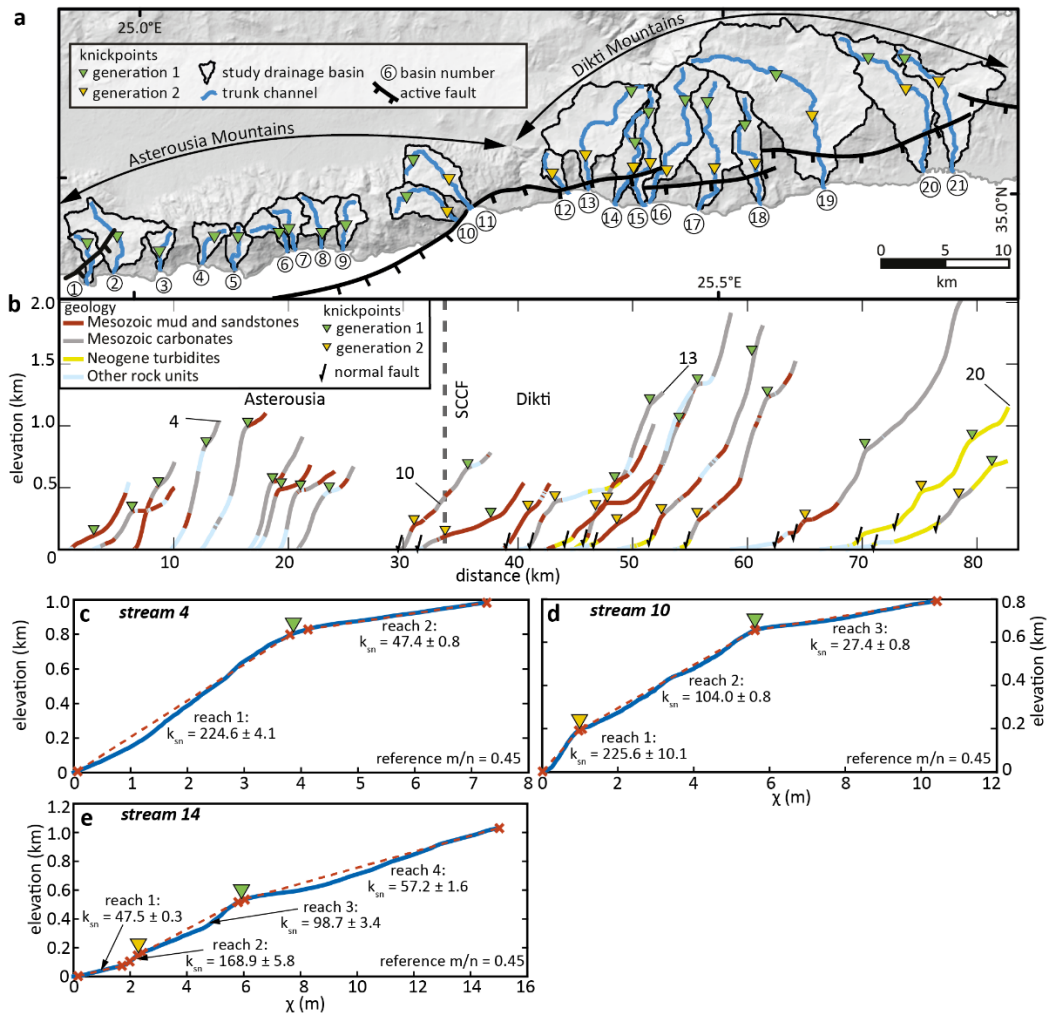 a
25.0°E
knickpoints
generation 1
generation 2
study drainage basin
trunk channel
⑥ basin number
active fault
Asterousia Mountains
Dikti Mountains
①
②
③
④
⑤
⑥
⑦
⑧
⑨
⑩
⑪
⑫
⑬
⑭
⑮
⑯
⑰
⑱
⑲
⑳
㉑
25.5°E
35.0°N
0
5
10
km
b
2.0
1.5
1.0
0.5
0
elevation (km)
geology
Mesozoic mud and sandstones
Mesozoic carbonates
Neogene turbidites
Other rock units
knickpoints
generation 1
generation 2
normal fault
Asterousia
SCCF
Dikti
4
10
13
20
10
20
30
40
50
60
70
80
distance (km)
c
stream 4
1.0
0.8
0.6
0.4
0.2
0
elevation (km)
reach 2:
ksn = 47.4 ± 0.8
reach 1:
ksn = 224.6 ± 4.1
reference m/n = 0.45
0 1 2 3 4 5 6 7 8
d
stream 10
0.8
0.6
0.4
0.2
0
elevation (km)
reach 3:
ksn = 27.4 ± 0.8
reach 2:
ksn = 104.0 ± 0.8
reach 1:
ksn = 225.6 ± 10.1
reference m/n = 0.45
0 2 4 6 8 10 12
χ (m)
e
stream 14
1.2
1.0
0.8
0.6
0.4
0.2
0
elevation (km)
reach 1:
ksn = 47.5 ± 0.3
reach 4:
ksn = 57.2 ± 1.6
reach 3:
ksn = 98.7 ± 3.4
reach 2:
ksn = 168.9 ± 5.8
reference m/n = 0.45
0 2 4 6 8 10 12 14 16
χ (m)